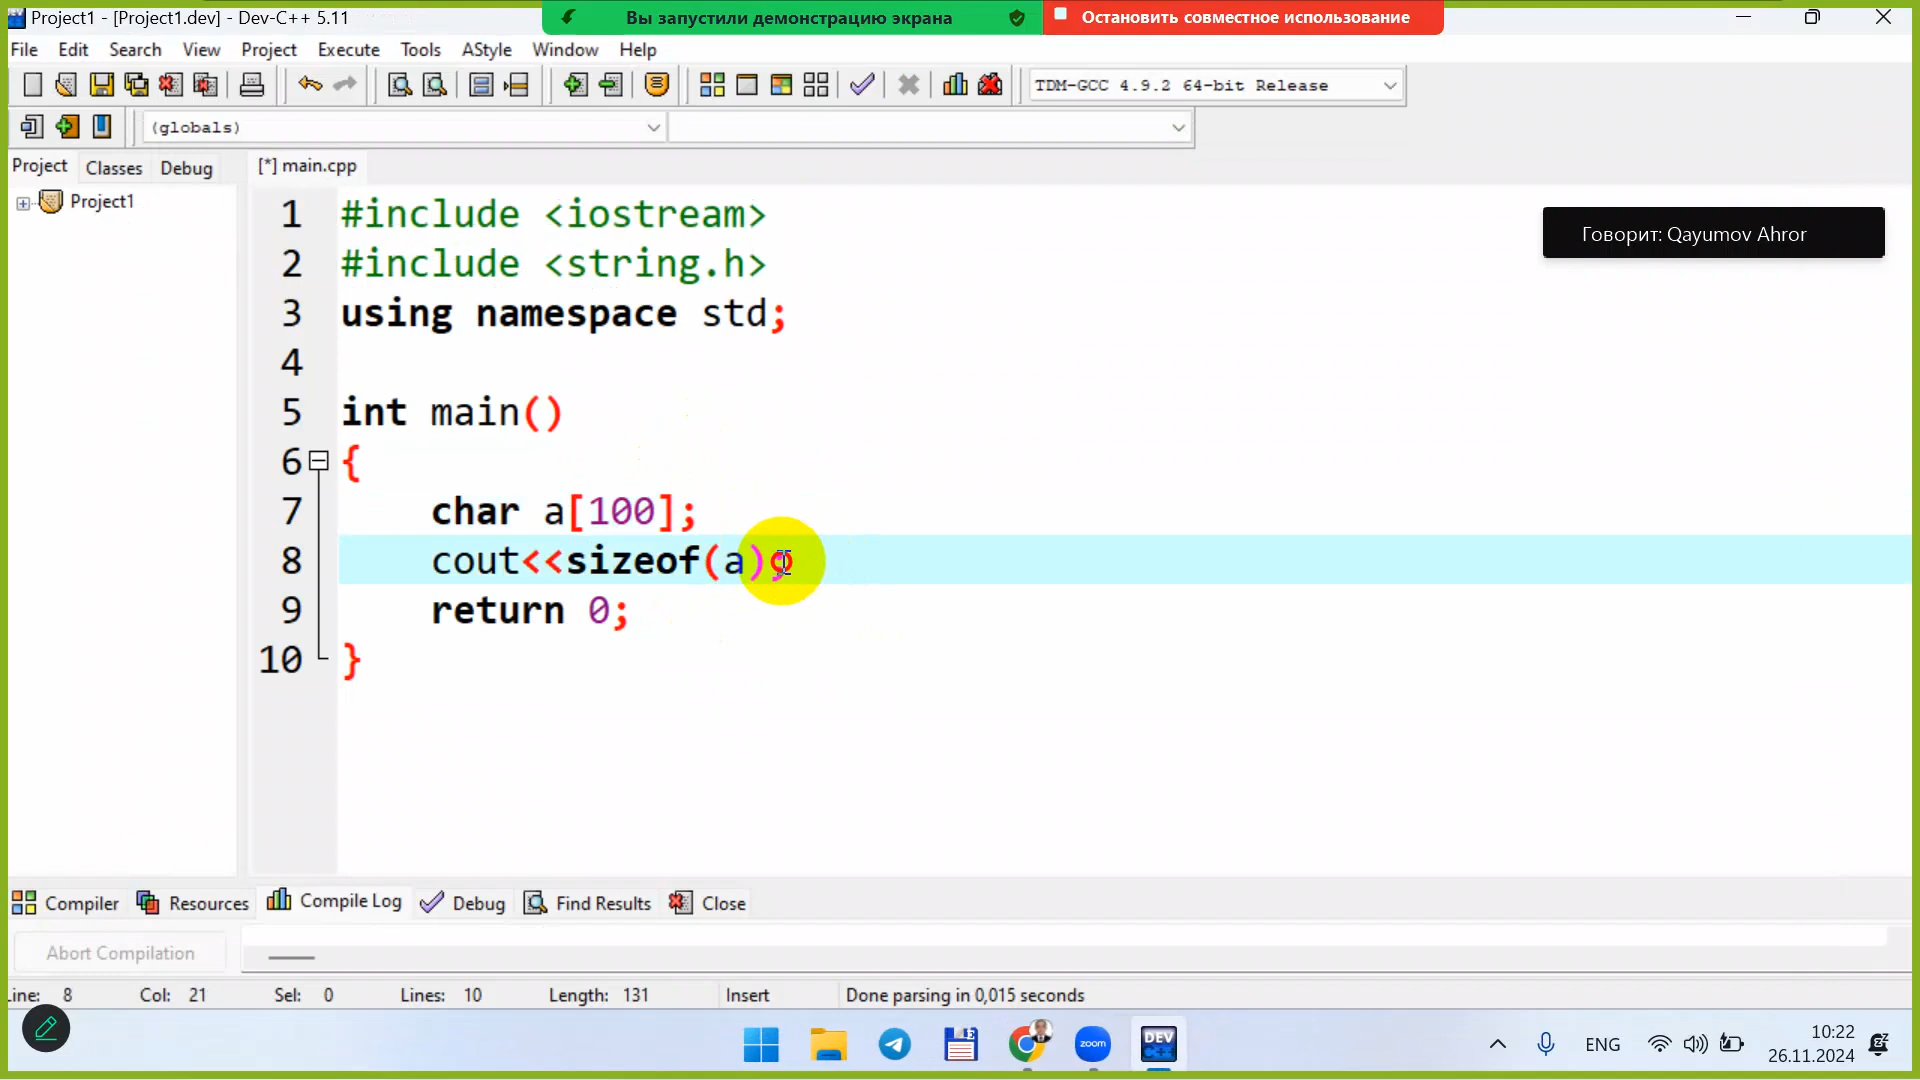 Project1 - [Project1.dev] - Dev-C++ 5.11
Вы запустили демонстрацию экрана
Остановить совместное использование
File Edit Search View Project Execute Tools AStyle Window Help
TDM-GCC 4.9.2 64-bit Release
(globals)
Project Classes Debug
[*] main.cpp
Project1
Говорит: Qayumov Ahror
1 #include <iostream>
2 #include <string.h>
3 using namespace std;
4
5 int main()
6 {
7 char a[100];
8 cout<<sizeof(a);
9 return 0;
10 }
Compiler Resources Compile Log Debug Find Results Close
Abort Compilation
Line: 8 Col: 21 Sel: 0 Lines: 10 Length: 131 Insert Done parsing in 0,015 seconds
zoom
DEV
C++
ENG
10:22
26.11.2024